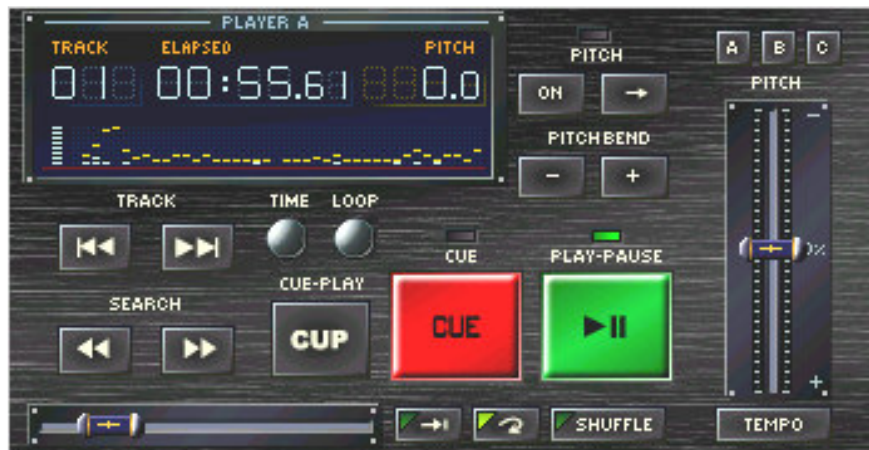 PLAYER A
TRACK ELAPSED PITCH
01 00:55.61 0.0
PITCH
A B C
ON
PITCH
PITCH BEND
- +
−
TRACK TIME LOOP
CUE PLAY-PAUSE
0%
CUE-PLAY
SEARCH
CUP CUE
+
SHUFFLE TEMPO